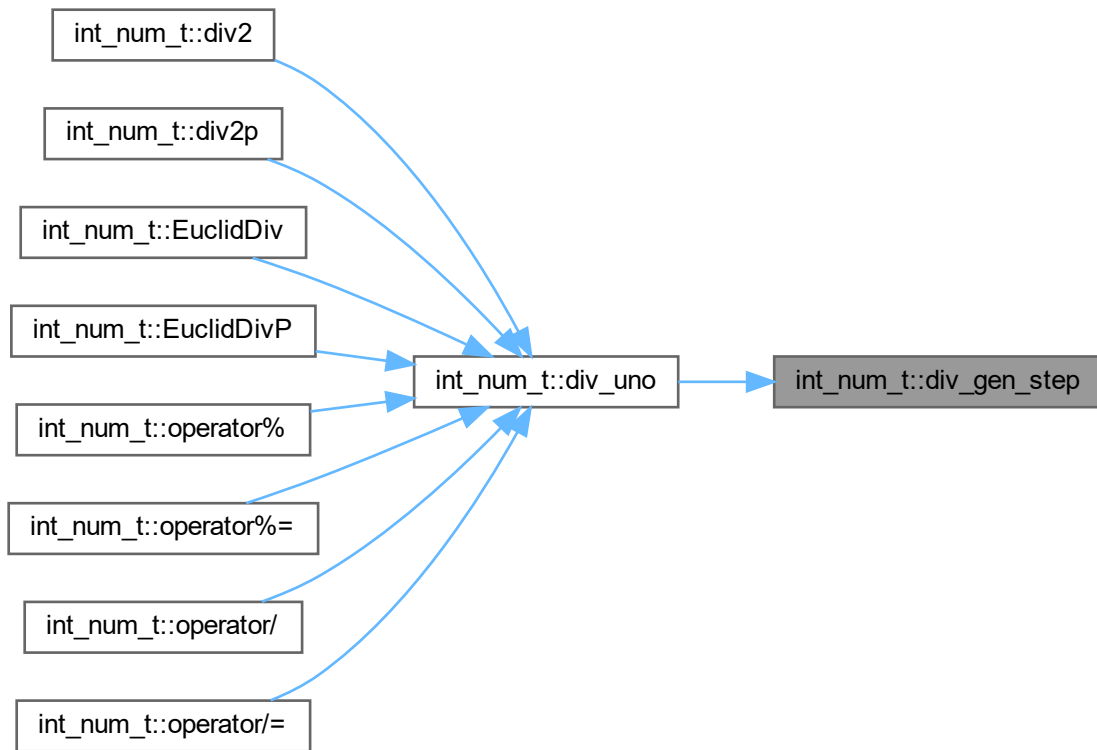 int_num_t::div2
int_num_t::div2p
int_num_t::EuclidDiv
int_num_t::EuclidDivP
int_num_t::div_uno
int_num_t::div_gen_step
int_num_t::operator%
int_num_t::operator%=
int_num_t::operator/
int_num_t::operator/=